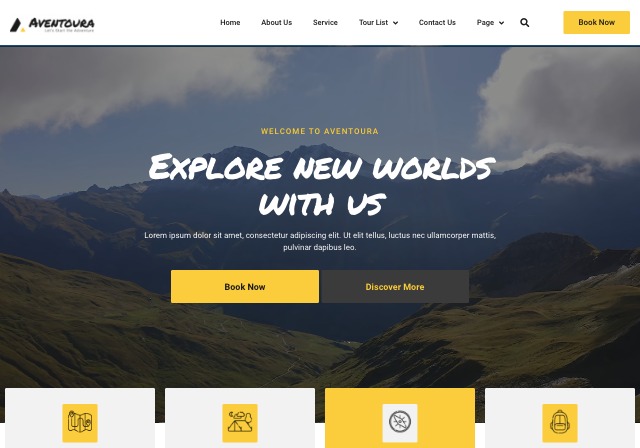 AVENTOURA
Let's Start the Adventure
Home About Us Service Tour List Contact Us Page Book Now
WELCOME TO AVENTOURA
EXPLORE NEW WORLDS
WITH US
Lorem ipsum dolor sit amet, consectetur adipiscing elit. Ut elit tellus, luctus nec ullamcorper mattis,
pulvinar dapibus leo.
Book Now Discover More